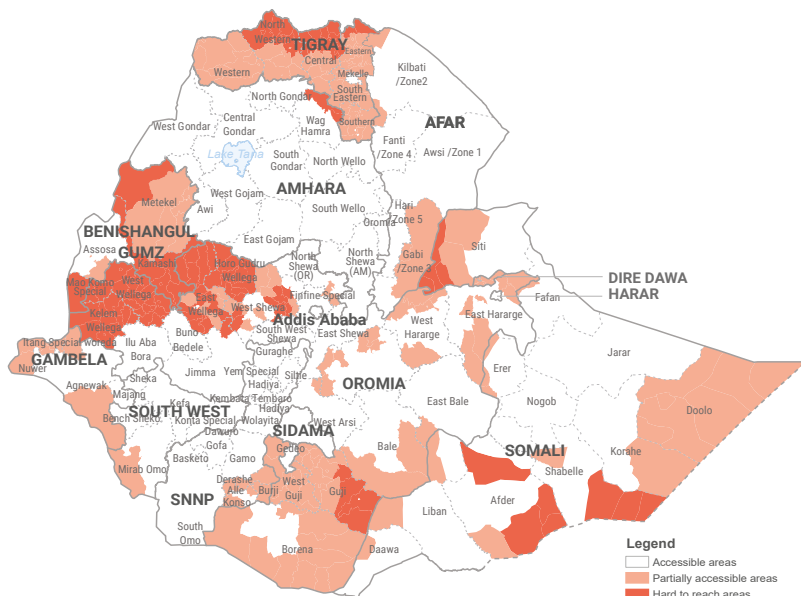 North
Western
TIGRAY
Eastern
Central
Western
Mekelle
South
Eastern
Southern
Kilbati
/Zone2
North Gondar
Central
Gondar
Wag
Hamra
West Gondar
AFAR
Fanti
/Zone 4
Awsi /Zone 1
Lake Tana
South
Gondar
North Wello
AMHARA
West Gojam
Awi
South Wello
Oromia
Hari
/Zone 5
Metekel
BENISHANGUL
GUMZ
Assosa
East Gojam
Kamashi
Horo Gudru
Wellega
North
Shewa
(OR)
North
Shewa
(AM)
Gabi
/Zone 3
Siti
DIRE DAWA
HARAR
Fafan
Mao Komo
Special
West
Wellega
East
Wellega
West Shewa
Finfine Special
Addis Ababa
Kelem
Wellega
Buno
Bedele
South West
Shewa
East Shewa
West
Hararge
East Hararge
Itang Special woreda
GAMBELA
Nuwer
Ilu Aba
Bora
Guraghe
Jarar
Agnewak
Sheka
Jimma
Yem Special
Hadiya
Siltie
Erer
OROMIA
Majang
Kefa
SOUTH WEST
Kembata Tembaro
Hadiya
Wolayita
East Bale
Nogob
Doolo
Bench Sheko
Konta Special
Dawuro
SIDAMA
West Arsi
Gofa
Basketo
Gamo
Gedeo
Bale
SOMALI
Korahe
Shabelle
Mirab Omo
Derashe
Alle
Konso
Burji
West
Guji
Guji
SNNP
Liban
Afder
South
Omo
Borena
Daawa
Legend
Accessible areas
Partially accessible areas
Hard to reach areas